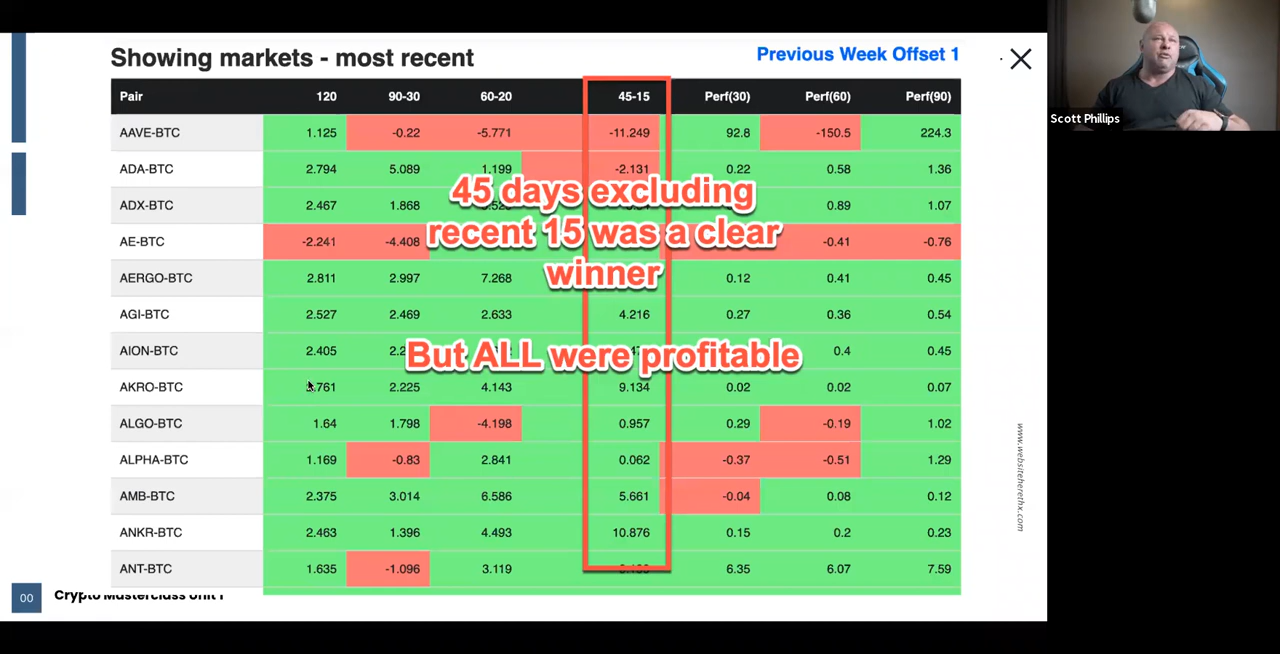 Showing markets - most recent
Previous Week Offset 1
Pair 120 90-30 60-20 45-15 Perf(30) Perf(60) Perf(90)
AAVE-BTC 1.125 -0.22 -5.771 -11.249 92.8 -150.5 224.3
ADA-BTC 2.794 5.089 1.199 -2.131 0.22 0.58 1.36
ADX-BTC 2.467 1.868 0.89 1.07
AE-BTC -2.241 -4.408 -0.41 -0.76
AERGO-BTC 2.811 2.997 7.268 0.12 0.41 0.45
AGI-BTC 2.527 2.469 2.633 4.216 0.27 0.36 0.54
AION-BTC 2.405 0.4 0.45
AKRO-BTC 2.225 4.143 9.134 0.02 0.02 0.07
ALGO-BTC 1.64 1.798 -4.198 0.957 0.29 -0.19 1.02
ALPHA-BTC 1.169 -0.83 2.841 0.062 -0.37 -0.51 1.29
AMB-BTC 2.375 3.014 6.586 5.661 -0.04 0.08 0.12
ANKR-BTC 2.463 1.396 4.493 10.876 0.15 0.2 0.23
ANT-BTC 1.635 -1.096 3.119 6.35 6.07 7.59
45 days excluding
recent 15 was a clear
winner
But ALL were profitable
www.websiteherethx.com
00 Crypto Masterclass Unit 1
Scott Phillips